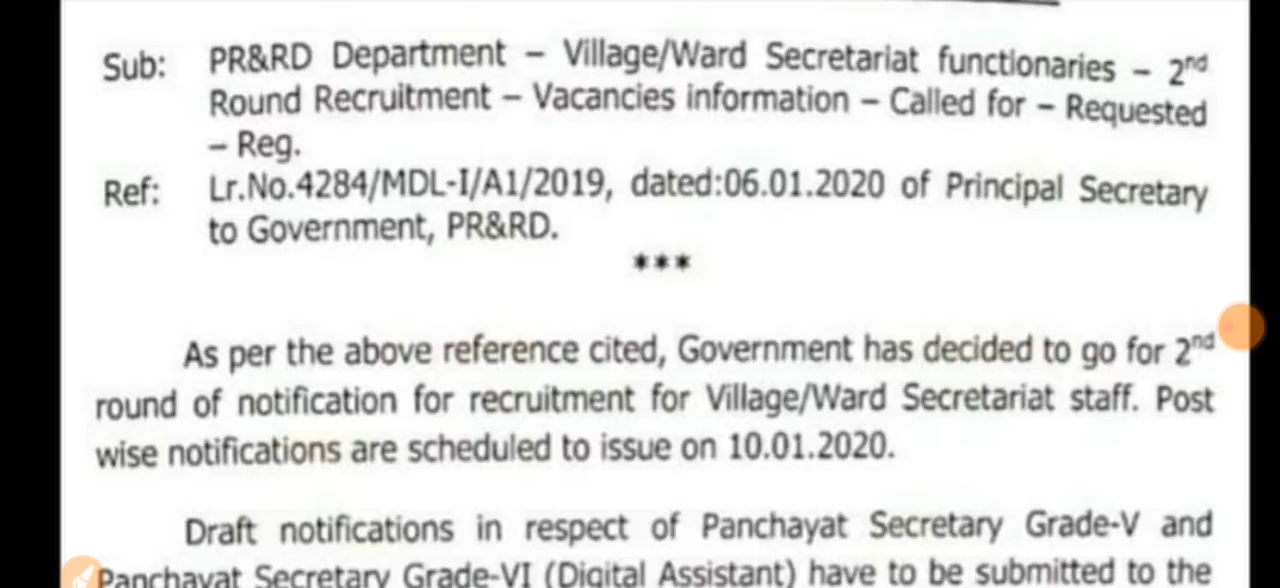 Sub: PR&RD Department – Village/Ward Secretariat functionaries – 2nd
Round Recruitment – Vacancies information – Called for – Requested
– Reg.
Ref: Lr.No.4284/MDL-I/A1/2019, dated:06.01.2020 of Principal Secretary
to Government, PR&RD.
***
As per the above reference cited, Government has decided to go for 2nd
round of notification for recruitment for Village/Ward Secretariat staff. Post
wise notifications are scheduled to issue on 10.01.2020.
Draft notifications in respect of Panchayat Secretary Grade-V and
Panchayat Secretary Grade-VI (Digital Assistant) have to be submitted to the